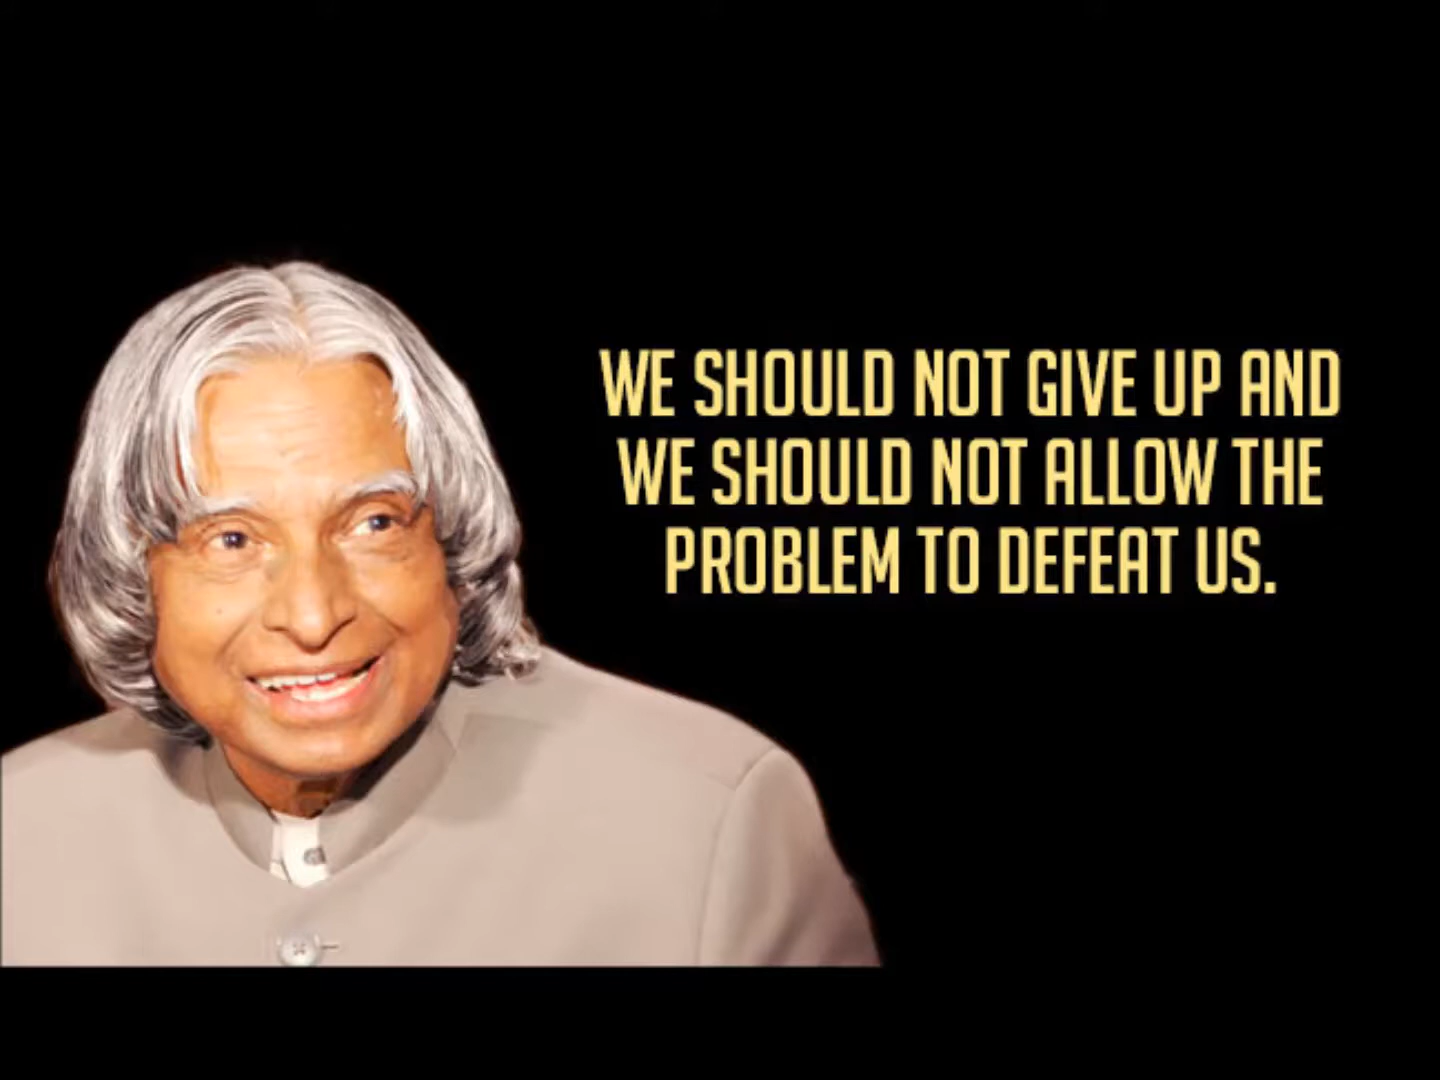 WE SHOULD NOT GIVE UP AND
WE SHOULD NOT ALLOW THE
PROBLEM TO DEFEAT US.